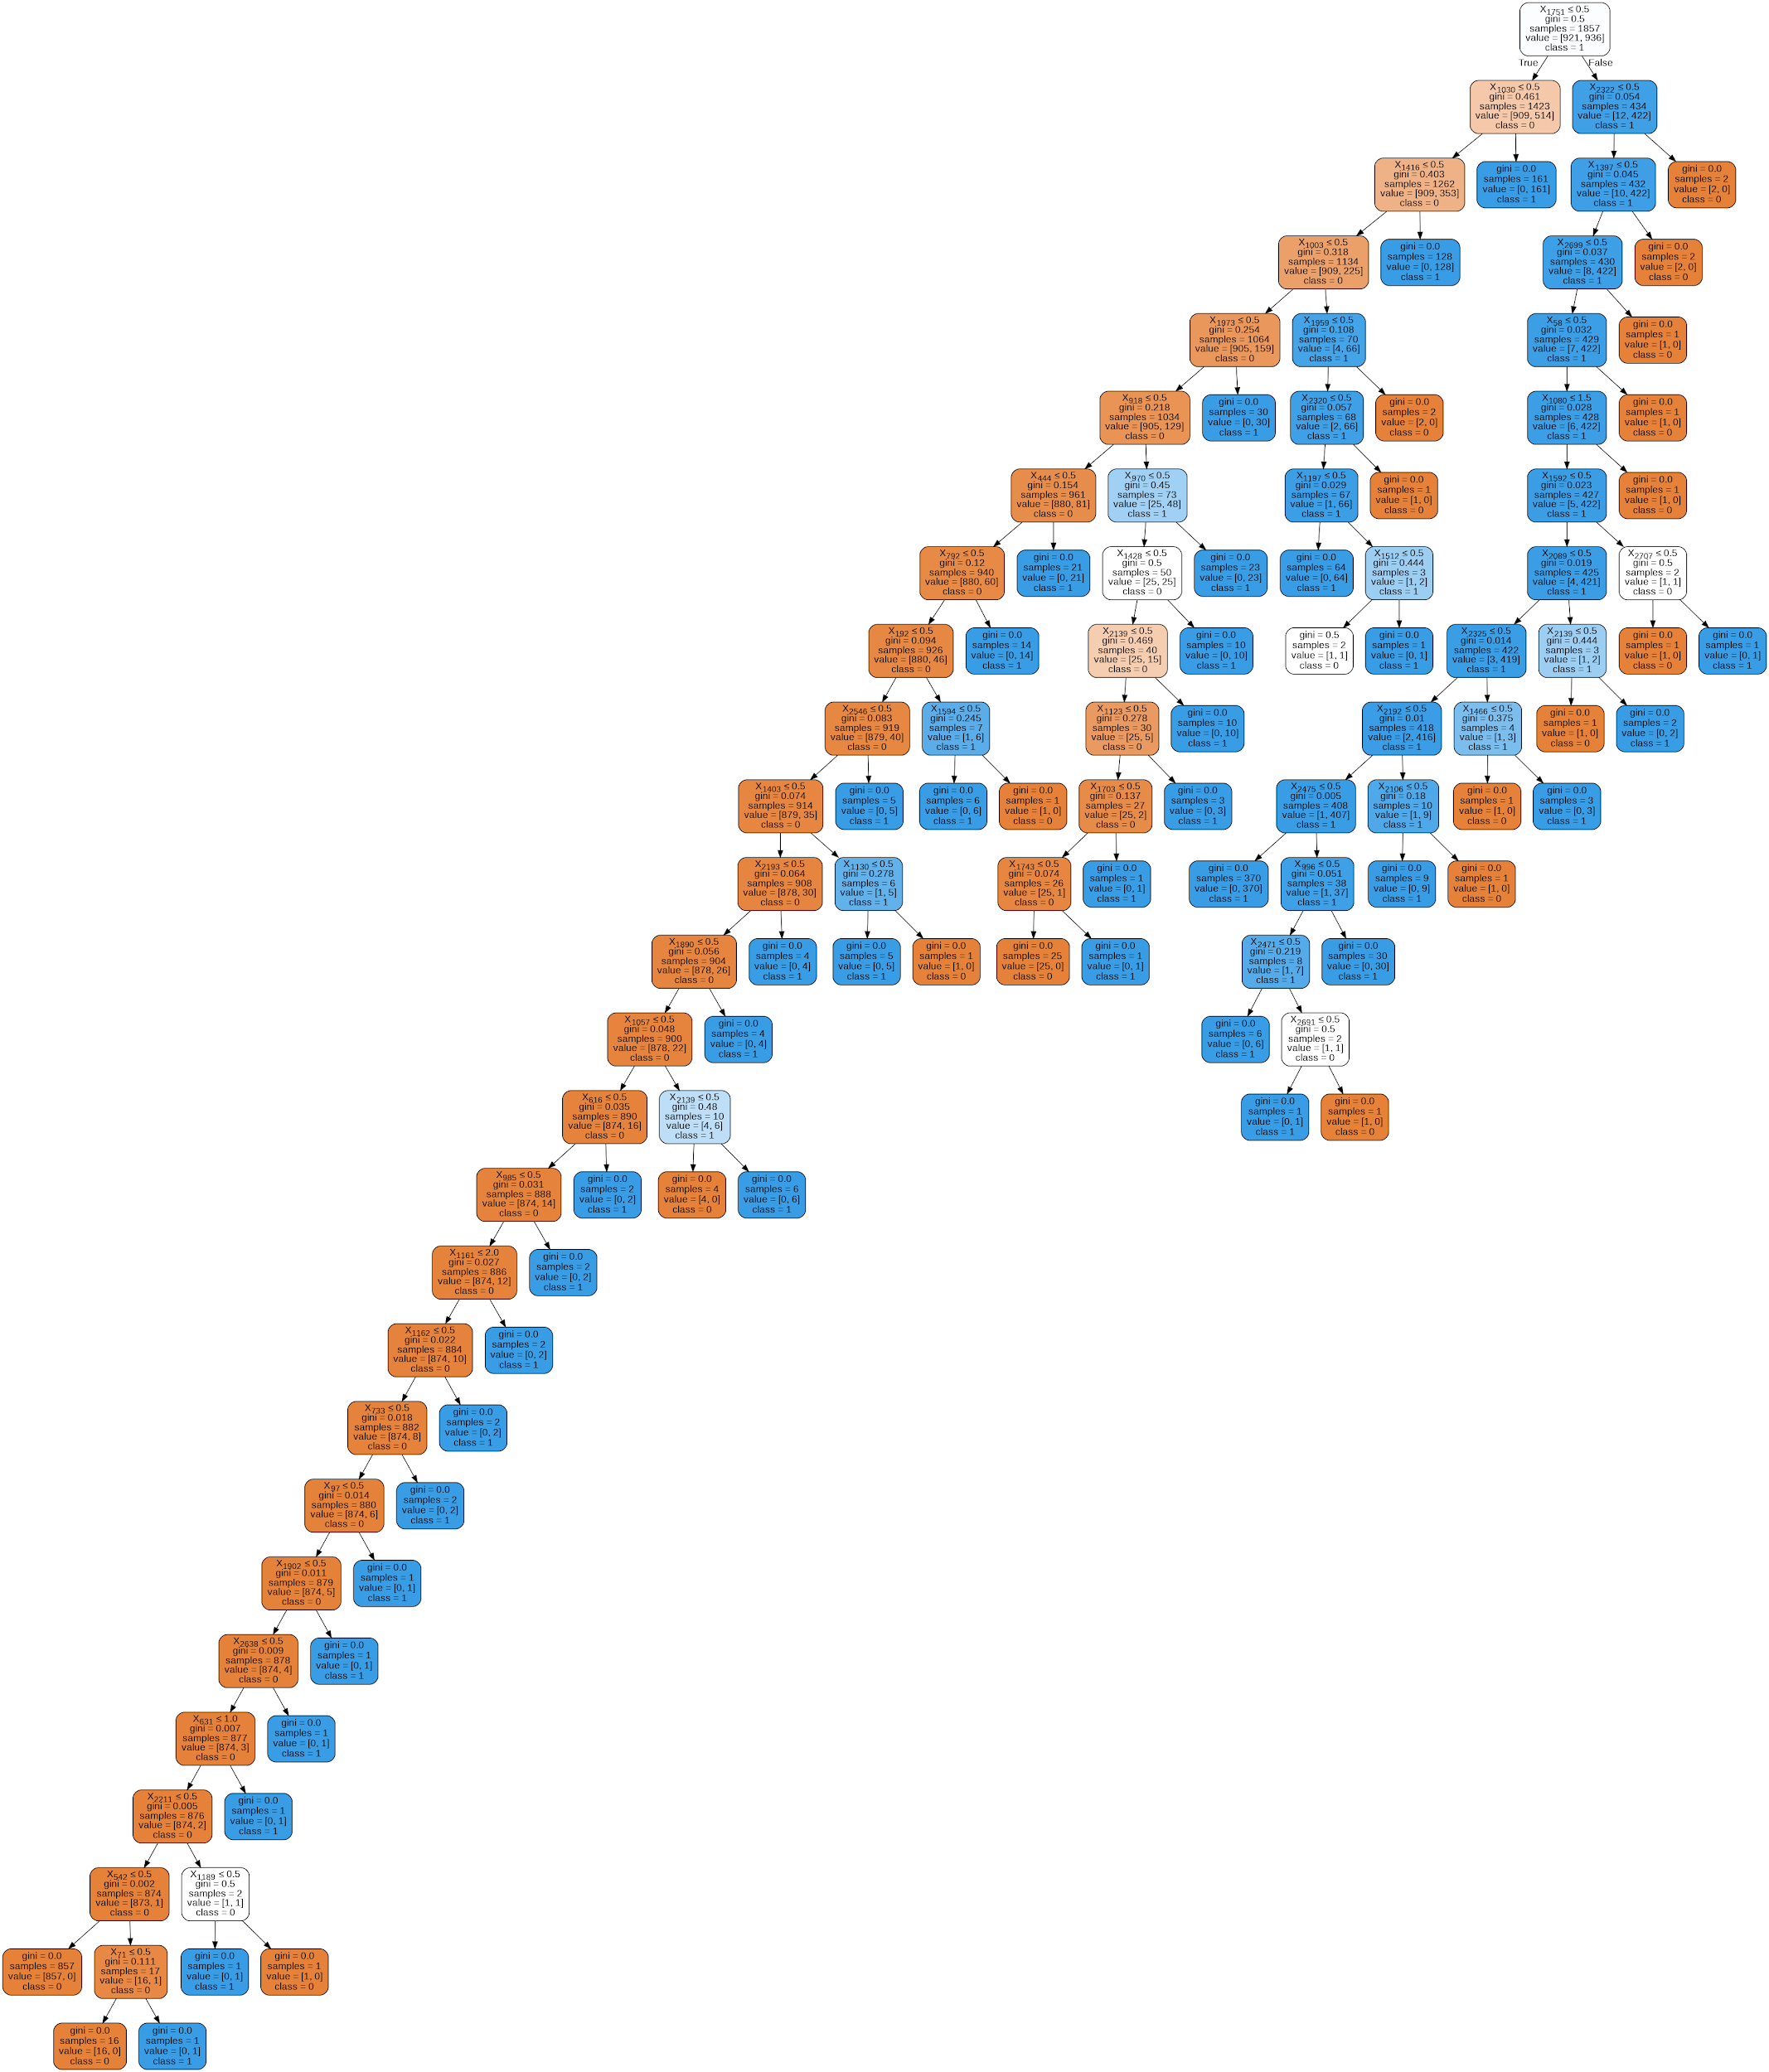 X1751 ≤ 0.5
gini = 0.5
samples = 1857
value = [921, 936]
class = 1
True
False
X1030 ≤ 0.5
gini = 0.461
samples = 1423
value = [909, 514]
class = 0
X2322 ≤ 0.5
gini = 0.054
samples = 434
value = [12, 422]
class = 1
X1416 ≤ 0.5
gini = 0.403
samples = 1262
value = [909, 353]
class = 0
gini = 0.0
samples = 161
value = [0, 161]
class = 1
X1397 ≤ 0.5
gini = 0.045
samples = 432
value = [10, 422]
class = 1
gini = 0.0
samples = 2
value = [2, 0]
class = 0
X1003 ≤ 0.5
gini = 0.318
samples = 1134
value = [909, 225]
class = 0
gini = 0.0
samples = 128
value = [0, 128]
class = 1
X2699 ≤ 0.5
gini = 0.037
samples = 430
value = [8, 422]
class = 1
gini = 0.0
samples = 2
value = [2, 0]
class = 0
X1973 ≤ 0.5
gini = 0.254
samples = 1064
value = [905, 159]
class = 0
X1959 ≤ 0.5
gini = 0.108
samples = 70
value = [4, 66]
class = 1
X58 ≤ 0.5
gini = 0.032
samples = 429
value = [7, 422]
class = 1
gini = 0.0
samples = 1
value = [1, 0]
class = 0
X918 ≤ 0.5
gini = 0.218
samples = 1034
value = [905, 129]
class = 0
gini = 0.0
samples = 30
value = [0, 30]
class = 1
X2320 ≤ 0.5
gini = 0.057
samples = 68
value = [2, 66]
class = 1
gini = 0.0
samples = 2
value = [2, 0]
class = 0
X1080 ≤ 1.5
gini = 0.028
samples = 428
value = [6, 422]
class = 1
gini = 0.0
samples = 1
value = [1, 0]
class = 0
X444 ≤ 0.5
gini = 0.154
samples = 961
value = [880, 81]
class = 0
X970 ≤ 0.5
gini = 0.45
samples = 73
value = [25, 48]
class = 1
X1197 ≤ 0.5
gini = 0.029
samples = 67
value = [1, 66]
class = 1
gini = 0.0
samples = 1
value = [1, 0]
class = 0
X1592 ≤ 0.5
gini = 0.023
samples = 427
value = [5, 422]
class = 1
gini = 0.0
samples = 1
value = [1, 0]
class = 0
X792 ≤ 0.5
gini = 0.12
samples = 940
value = [880, 60]
class = 0
gini = 0.0
samples = 21
value = [0, 21]
class = 1
X1428 ≤ 0.5
gini = 0.5
samples = 50
value = [25, 25]
class = 0
gini = 0.0
samples = 23
value = [0, 23]
class = 1
gini = 0.0
samples = 64
value = [0, 64]
class = 1
X1512 ≤ 0.5
gini = 0.444
samples = 3
value = [1, 2]
class = 1
X2089 ≤ 0.5
gini = 0.019
samples = 425
value = [4, 421]
class = 1
X2707 ≤ 0.5
gini = 0.5
samples = 2
value = [1, 1]
class = 0
X192 ≤ 0.5
gini = 0.094
samples = 926
value = [880, 46]
class = 0
gini = 0.0
samples = 14
value = [0, 14]
class = 1
X2139 ≤ 0.5
gini = 0.469
samples = 40
value = [25, 15]
class = 0
gini = 0.0
samples = 10
value = [0, 10]
class = 1
gini = 0.5
samples = 2
value = [1, 1]
class = 0
gini = 0.0
samples = 1
value = [0, 1]
class = 1
X2325 ≤ 0.5
gini = 0.014
samples = 422
value = [3, 419]
class = 1
X2139 ≤ 0.5
gini = 0.444
samples = 3
value = [1, 2]
class = 1
gini = 0.0
samples = 1
value = [1, 0]
class = 0
gini = 0.0
samples = 1
value = [0, 1]
class = 1
X2546 ≤ 0.5
gini = 0.083
samples = 919
value = [879, 40]
class = 0
X1594 ≤ 0.5
gini = 0.245
samples = 7
value = [1, 6]
class = 1
X1123 ≤ 0.5
gini = 0.278
samples = 30
value = [25, 5]
class = 0
gini = 0.0
samples = 10
value = [0, 10]
class = 1
X2192 ≤ 0.5
gini = 0.01
samples = 418
value = [2, 416]
class = 1
X1466 ≤ 0.5
gini = 0.375
samples = 4
value = [1, 3]
class = 1
gini = 0.0
samples = 1
value = [1, 0]
class = 0
gini = 0.0
samples = 2
value = [0, 2]
class = 1
X1403 ≤ 0.5
gini = 0.074
samples = 914
value = [879, 35]
class = 0
gini = 0.0
samples = 5
value = [0, 5]
class = 1
gini = 0.0
samples = 6
value = [0, 6]
class = 1
gini = 0.0
samples = 1
value = [1, 0]
class = 0
X1703 ≤ 0.5
gini = 0.137
samples = 27
value = [25, 2]
class = 0
gini = 0.0
samples = 3
value = [0, 3]
class = 1
X2475 ≤ 0.5
gini = 0.005
samples = 408
value = [1, 407]
class = 1
X2106 ≤ 0.5
gini = 0.18
samples = 10
value = [1, 9]
class = 1
gini = 0.0
samples = 1
value = [1, 0]
class = 0
gini = 0.0
samples = 3
value = [0, 3]
class = 1
X2193 ≤ 0.5
gini = 0.064
samples = 908
value = [878, 30]
class = 0
X1130 ≤ 0.5
gini = 0.278
samples = 6
value = [1, 5]
class = 1
X1743 ≤ 0.5
gini = 0.074
samples = 26
value = [25, 1]
class = 0
gini = 0.0
samples = 1
value = [0, 1]
class = 1
gini = 0.0
samples = 370
value = [0, 370]
class = 1
X996 ≤ 0.5
gini = 0.051
samples = 38
value = [1, 37]
class = 1
gini = 0.0
samples = 9
value = [0, 9]
class = 1
gini = 0.0
samples = 1
value = [1, 0]
class = 0
X1890 ≤ 0.5
gini = 0.056
samples = 904
value = [878, 26]
class = 0
gini = 0.0
samples = 4
value = [0, 4]
class = 1
gini = 0.0
samples = 5
value = [0, 5]
class = 1
gini = 0.0
samples = 1
value = [1, 0]
class = 0
gini = 0.0
samples = 25
value = [25, 0]
class = 0
gini = 0.0
samples = 1
value = [0, 1]
class = 1
X2471 ≤ 0.5
gini = 0.219
samples = 8
value = [1, 7]
class = 1
gini = 0.0
samples = 30
value = [0, 30]
class = 1
X1057 ≤ 0.5
gini = 0.048
samples = 900
value = [878, 22]
class = 0
gini = 0.0
samples = 4
value = [0, 4]
class = 1
gini = 0.0
samples = 6
value = [0, 6]
class = 1
X2691 ≤ 0.5
gini = 0.5
samples = 2
value = [1, 1]
class = 0
X616 ≤ 0.5
gini = 0.035
samples = 890
value = [874, 16]
class = 0
X2139 ≤ 0.5
gini = 0.48
samples = 10
value = [4, 6]
class = 1
gini = 0.0
samples = 1
value = [0, 1]
class = 1
gini = 0.0
samples = 1
value = [1, 0]
class = 0
X985 ≤ 0.5
gini = 0.031
samples = 888
value = [874, 14]
class = 0
gini = 0.0
samples = 2
value = [0, 2]
class = 1
gini = 0.0
samples = 4
value = [4, 0]
class = 0
gini = 0.0
samples = 6
value = [0, 6]
class = 1
X1161 ≤ 2.0
gini = 0.027
samples = 886
value = [874, 12]
class = 0
gini = 0.0
samples = 2
value = [0, 2]
class = 1
X1162 ≤ 0.5
gini = 0.022
samples = 884
value = [874, 10]
class = 0
gini = 0.0
samples = 2
value = [0, 2]
class = 1
X733 ≤ 0.5
gini = 0.018
samples = 882
value = [874, 8]
class = 0
gini = 0.0
samples = 2
value = [0, 2]
class = 1
X97 ≤ 0.5
gini = 0.014
samples = 880
value = [874, 6]
class = 0
gini = 0.0
samples = 2
value = [0, 2]
class = 1
X1902 ≤ 0.5
gini = 0.011
samples = 879
value = [874, 5]
class = 0
gini = 0.0
samples = 1
value = [0, 1]
class = 1
X2638 ≤ 0.5
gini = 0.009
samples = 878
value = [874, 4]
class = 0
gini = 0.0
samples = 1
value = [0, 1]
class = 1
X631 ≤ 1.0
gini = 0.007
samples = 877
value = [874, 3]
class = 0
gini = 0.0
samples = 1
value = [0, 1]
class = 1
X2211 ≤ 0.5
gini = 0.005
samples = 876
value = [874, 2]
class = 0
gini = 0.0
samples = 1
value = [0, 1]
class = 1
X542 ≤ 0.5
gini = 0.002
samples = 874
value = [873, 1]
class = 0
X1189 ≤ 0.5
gini = 0.5
samples = 2
value = [1, 1]
class = 0
gini = 0.0
samples = 857
value = [857, 0]
class = 0
X71 ≤ 0.5
gini = 0.111
samples = 17
value = [16, 1]
class = 0
gini = 0.0
samples = 1
value = [0, 1]
class = 1
gini = 0.0
samples = 1
value = [1, 0]
class = 0
gini = 0.0
samples = 16
value = [16, 0]
class = 0
gini = 0.0
samples = 1
value = [0, 1]
class = 1